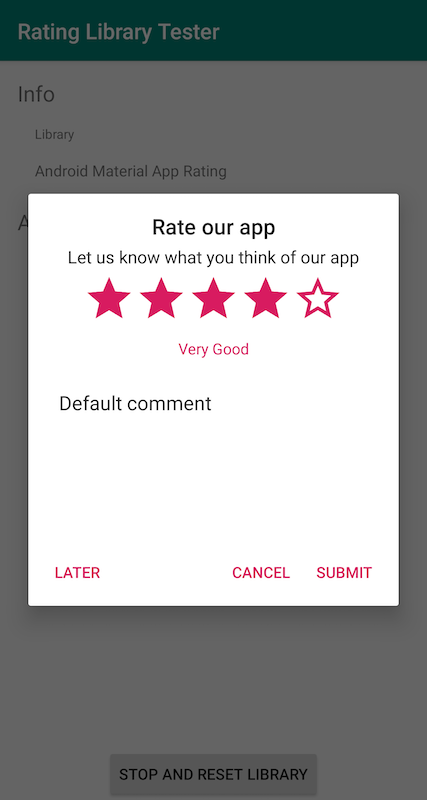 Rating Library Tester
Info
Library
Android Material App Rating
A
Rate our app
Let us know what you think of our app
Very Good
Default comment
LATER
CANCEL
SUBMIT
STOP AND RESET LIBRARY